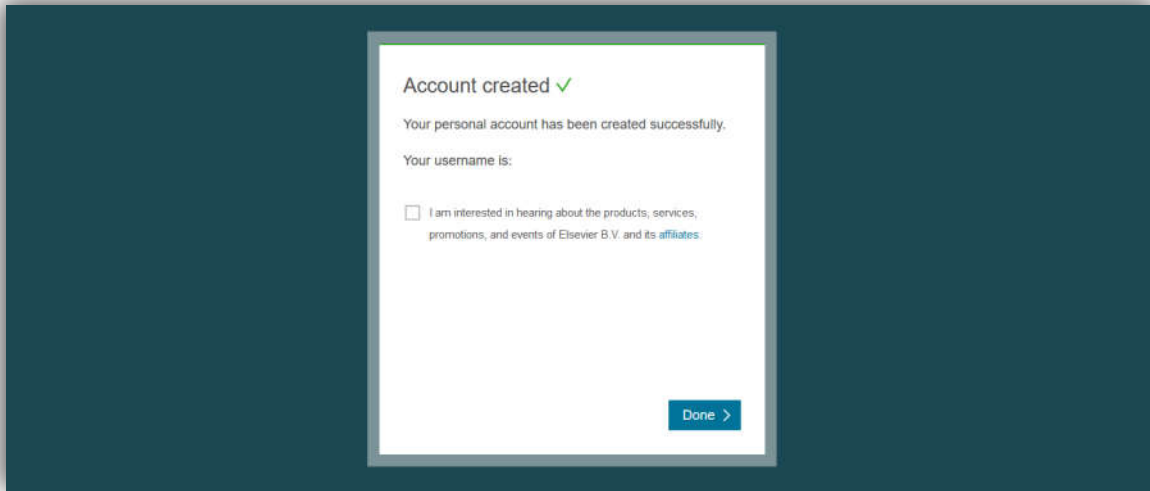 Account created
Your personal account has been created successfully.
Your username is:
I am interested in hearing about the products, services,
promotions, and events of Elsevier B.V. and its affiliates
Done